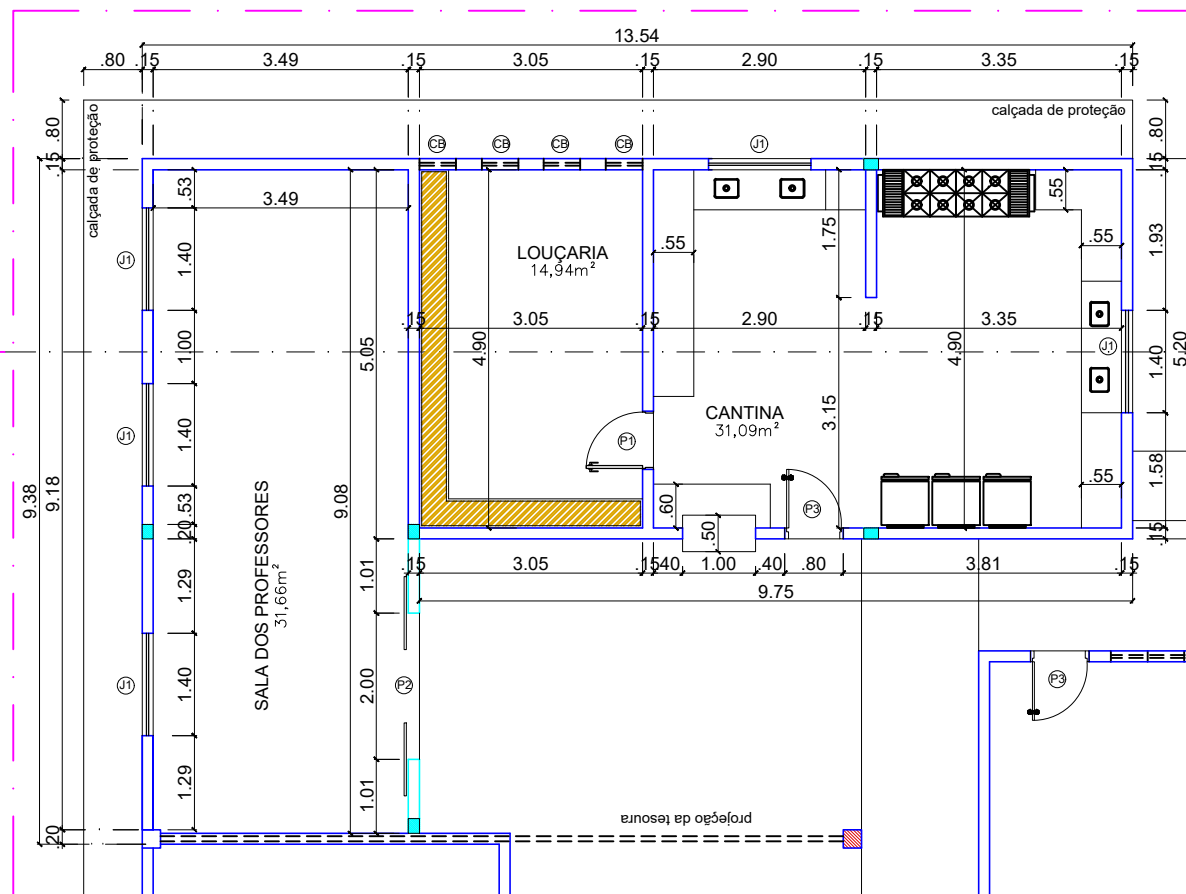 13.54
.80 .15 3.49 .15 3.05 .15 2.90 .15 3.35 .15
calçada de proteção
calçada de proteção
.80
.15
.80
.15
CB CB CB CB J1
.53
3.49
.55
.55
.55
1.75
1.93
LOUÇARIA
14,94m²
J1
1.40
.15 3.05 .15 2.90 .15 3.35
1.00
5.05
4.90
4.90
J1
1.40
5.20
CANTINA
31,09m²
3.15
P1
J1
1.40
9.38
9.18
9.08
.53
.20
SALA DOS PROFESSORES
31,66m²
.60
.50
P3
.55
1.58
.15
1.29
1.01
.15 3.05 .15 .40 1.00 .40 .80 3.81 .15
9.75
J1
1.40
2.00
P2
P3
1.29
1.01
.20
projeção da tesoura